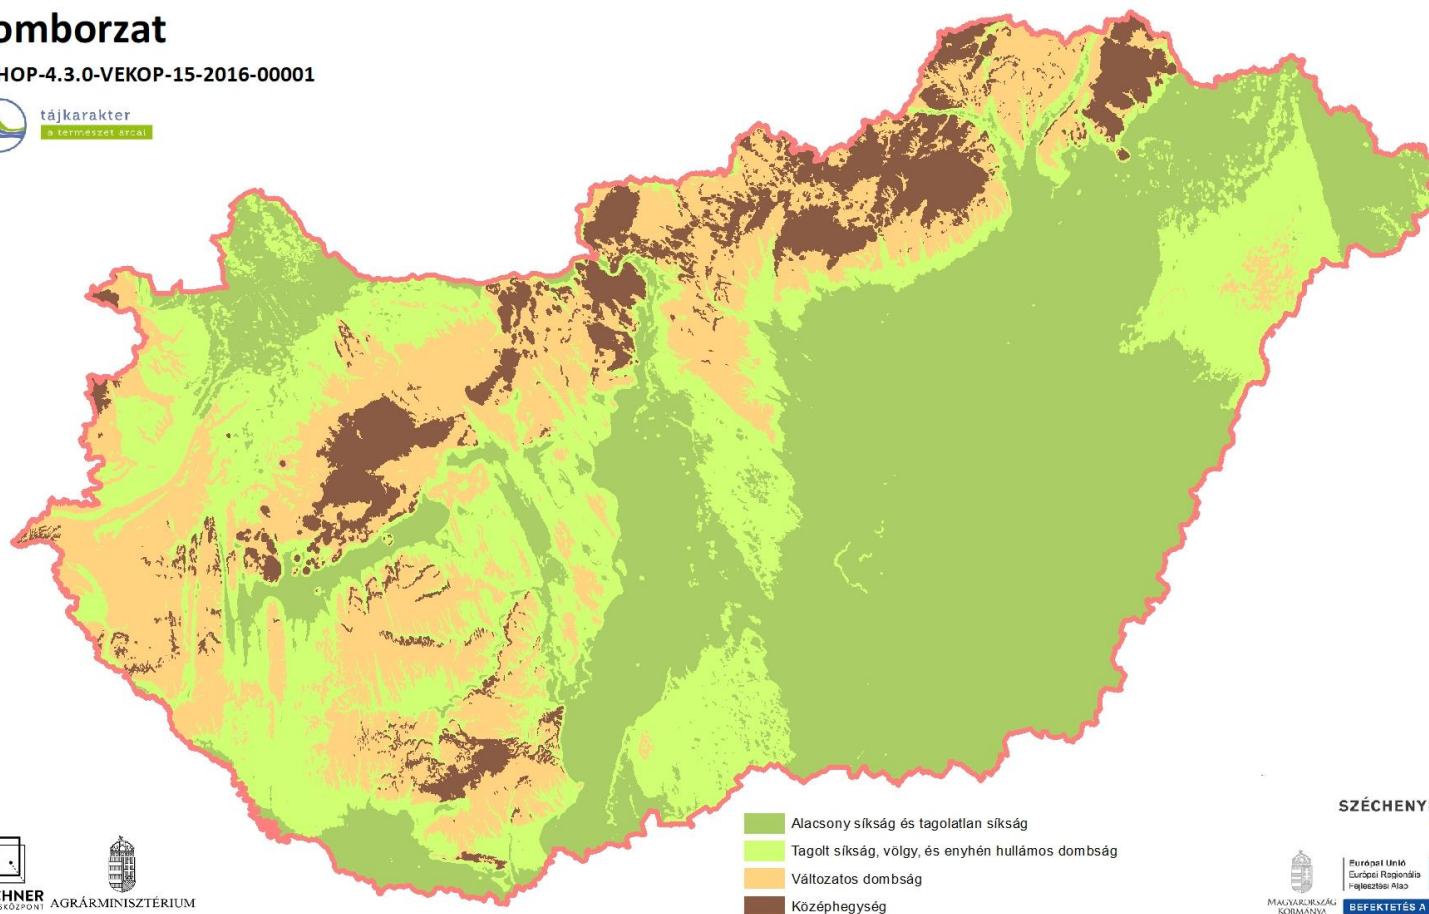 omborzat
HOP-4.3.0-VEKOP-15-2016-00001
tájkarakter
a természet arcai
Alacsony síkság és tagolatlan síkság
Tagolt síkság, völgy, és enyhén hullámos dombság
Változatos dombság
Középhegység
CHNER
SKÖZPONT
AGRÁRMINISZTÉRIUM
SZÉCHENY
MAGYARORSZÁG
KORMÁNYA
Európai Unió
Európai Regionális
Fejlesztési Alap
BEFEKTETÉS A